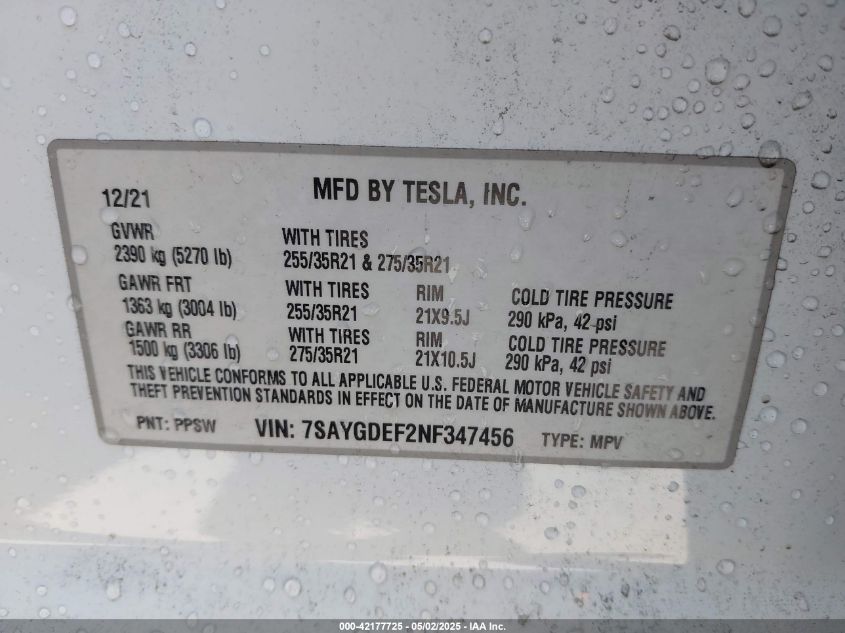 12/21 MFD BY TESLA, INC.
GVWR
2390 kg (5270 lb) WITH TIRES
255/35R21 & 275/35R21
GAWR FRT WITH TIRES RIM COLD TIRE PRESSURE
1363 kg (3004 lb) 255/35R21 21X9.5J 290 kPa, 42 psi
GAWR RR WITH TIRES RIM COLD TIRE PRESSURE
1500 kg (3306 lb) 275/35R21 21X10.5J 290 kPa, 42 psi
THIS VEHICLE CONFORMS TO ALL APPLICABLE U.S. FEDERAL MOTOR VEHICLE SAFETY AND
THEFT PREVENTION STANDARDS IN EFFECT ON THE DATE OF MANUFACTURE SHOWN ABOVE.
PNT: PPSW VIN: 7SAYGDEF2NF347456 TYPE: MPV
000-42177725 - 05/02/2025 - IAA Inc.